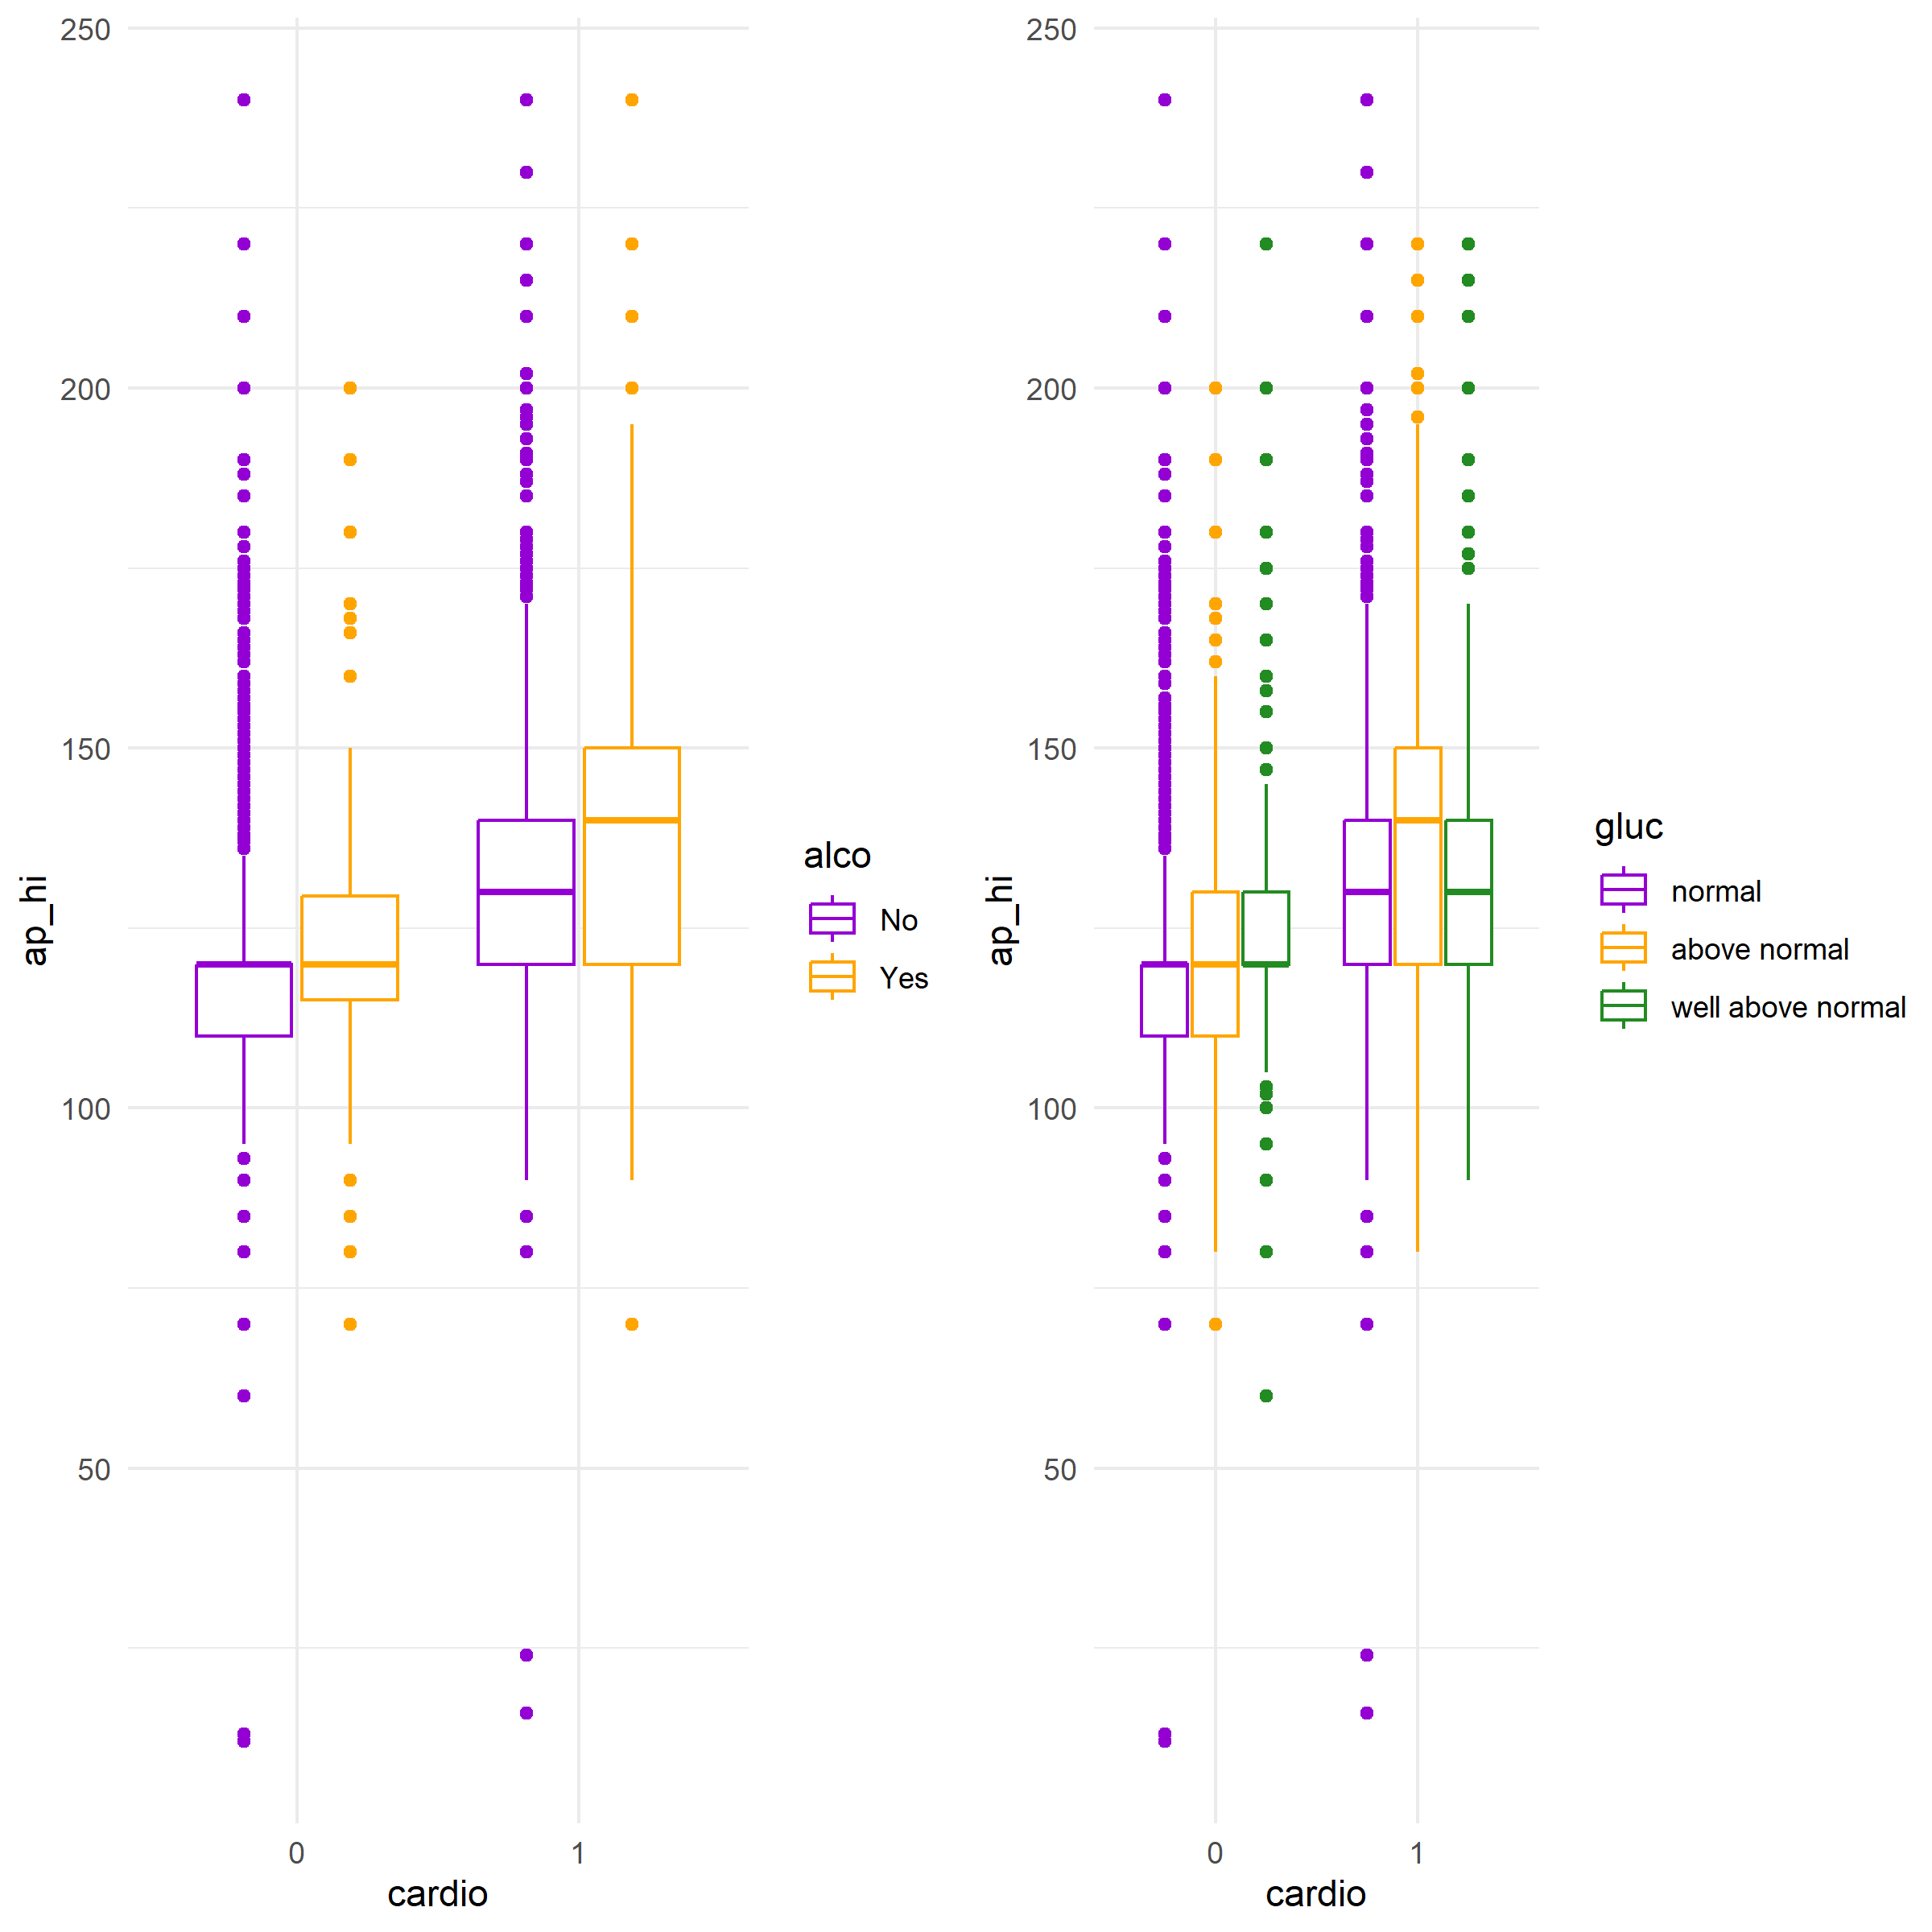 250
200
150
100
50
ap_hi
0
1
cardio
alco
No
Yes
250
200
150
100
50
ap_hi
0
1
cardio
gluc
normal
above normal
well above normal